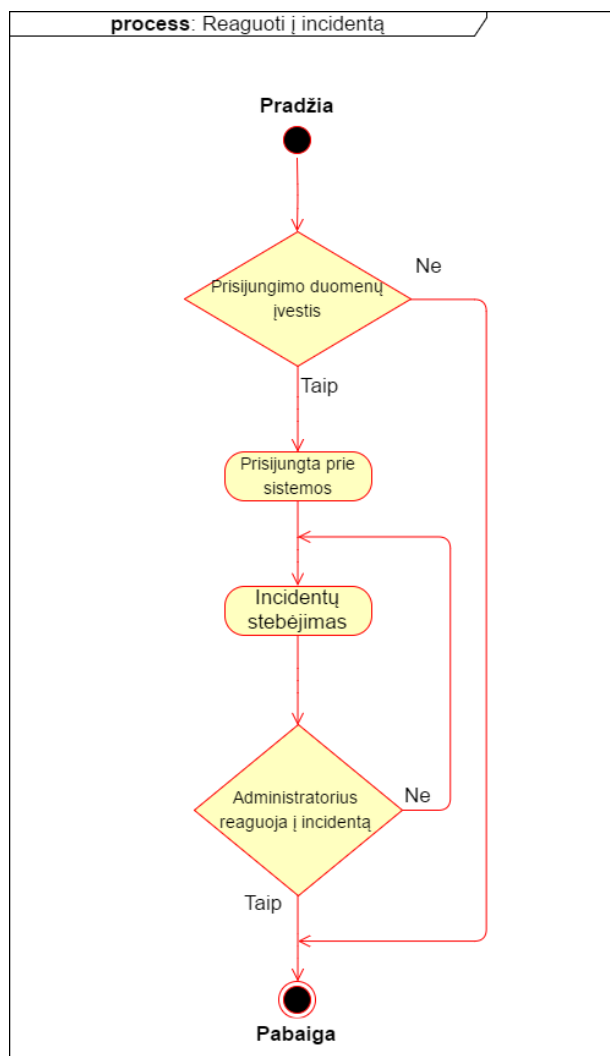 process: Reaguoti į incidentą
Pradžia
Prisijungimo duomenų
įvestis
Ne
Taip
Prisijungta prie
sistemos
Incidentų
stebėjimas
Administratorius
reaguoja į incidentą
Ne
Taip
Pabaiga